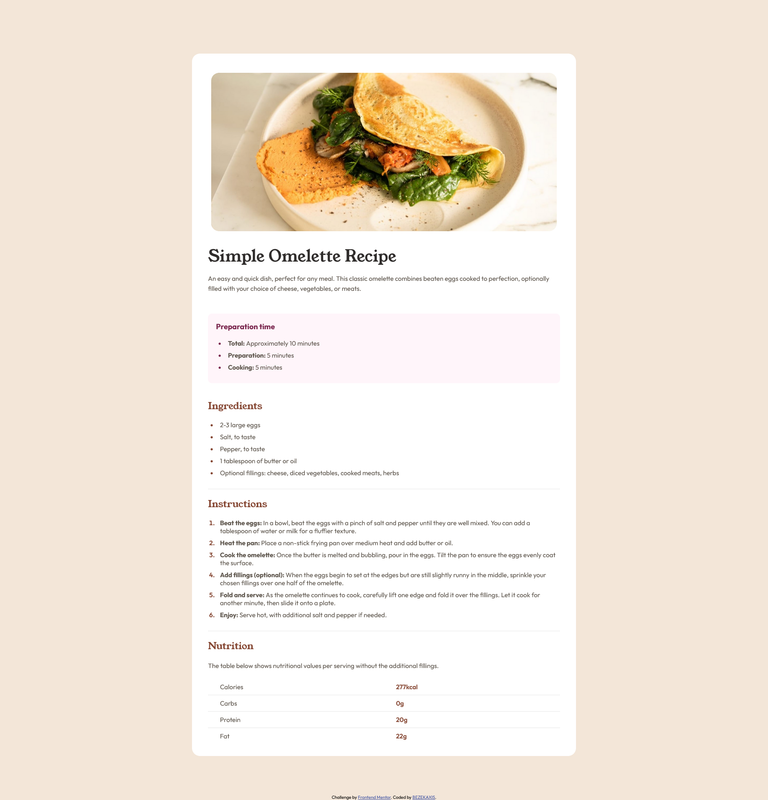 Simple Omelette Recipe
An easy and quick dish, perfect for any meal. This classic omelette combines beaten eggs cooked to perfection, optionally
filled with your choice of cheese, vegetables, or meats.
Preparation time
• Total: Approximately 10 minutes
• Preparation: 5 minutes
• Cooking: 5 minutes
Ingredients
• 2-3 large eggs
• Salt, to taste
• Pepper, to taste
• 1 tablespoon of butter or oil
• Optional fillings: cheese, diced vegetables, cooked meats, herbs
Instructions
1. Beat the eggs: In a bowl, beat the eggs with a pinch of salt and pepper until they are well mixed. You can add a
tablespoon of water or milk for a fluffier texture.
2. Heat the pan: Place a non-stick frying pan over medium heat and add butter or oil.
3. Cook the omelette: Once the butter is melted and bubbling, pour in the eggs. Tilt the pan to ensure the eggs evenly coat
the surface.
4. Add fillings (optional): When the eggs begin to set at the edges but are still slightly runny in the middle, sprinkle your
chosen fillings over one half of the omelette.
5. Fold and serve: As the omelette continues to cook, carefully lift one edge and fold it over the fillings. Let it cook for
another minute, then slide it onto a plate.
6. Enjoy: Serve hot, with additional salt and pepper if needed.
Nutrition
The table below shows nutritional values per serving without the additional fillings.
Calories 277kcal
Carbs 0g
Protein 20g
Fat 22g
Challenge by Frontend Mentor. Coded by BEZEKAXIS.